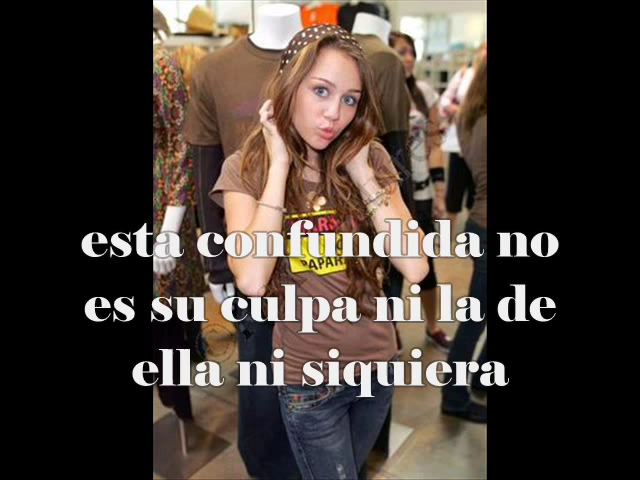 esta confundida no
es su culpa ni la de
ella ni siquiera